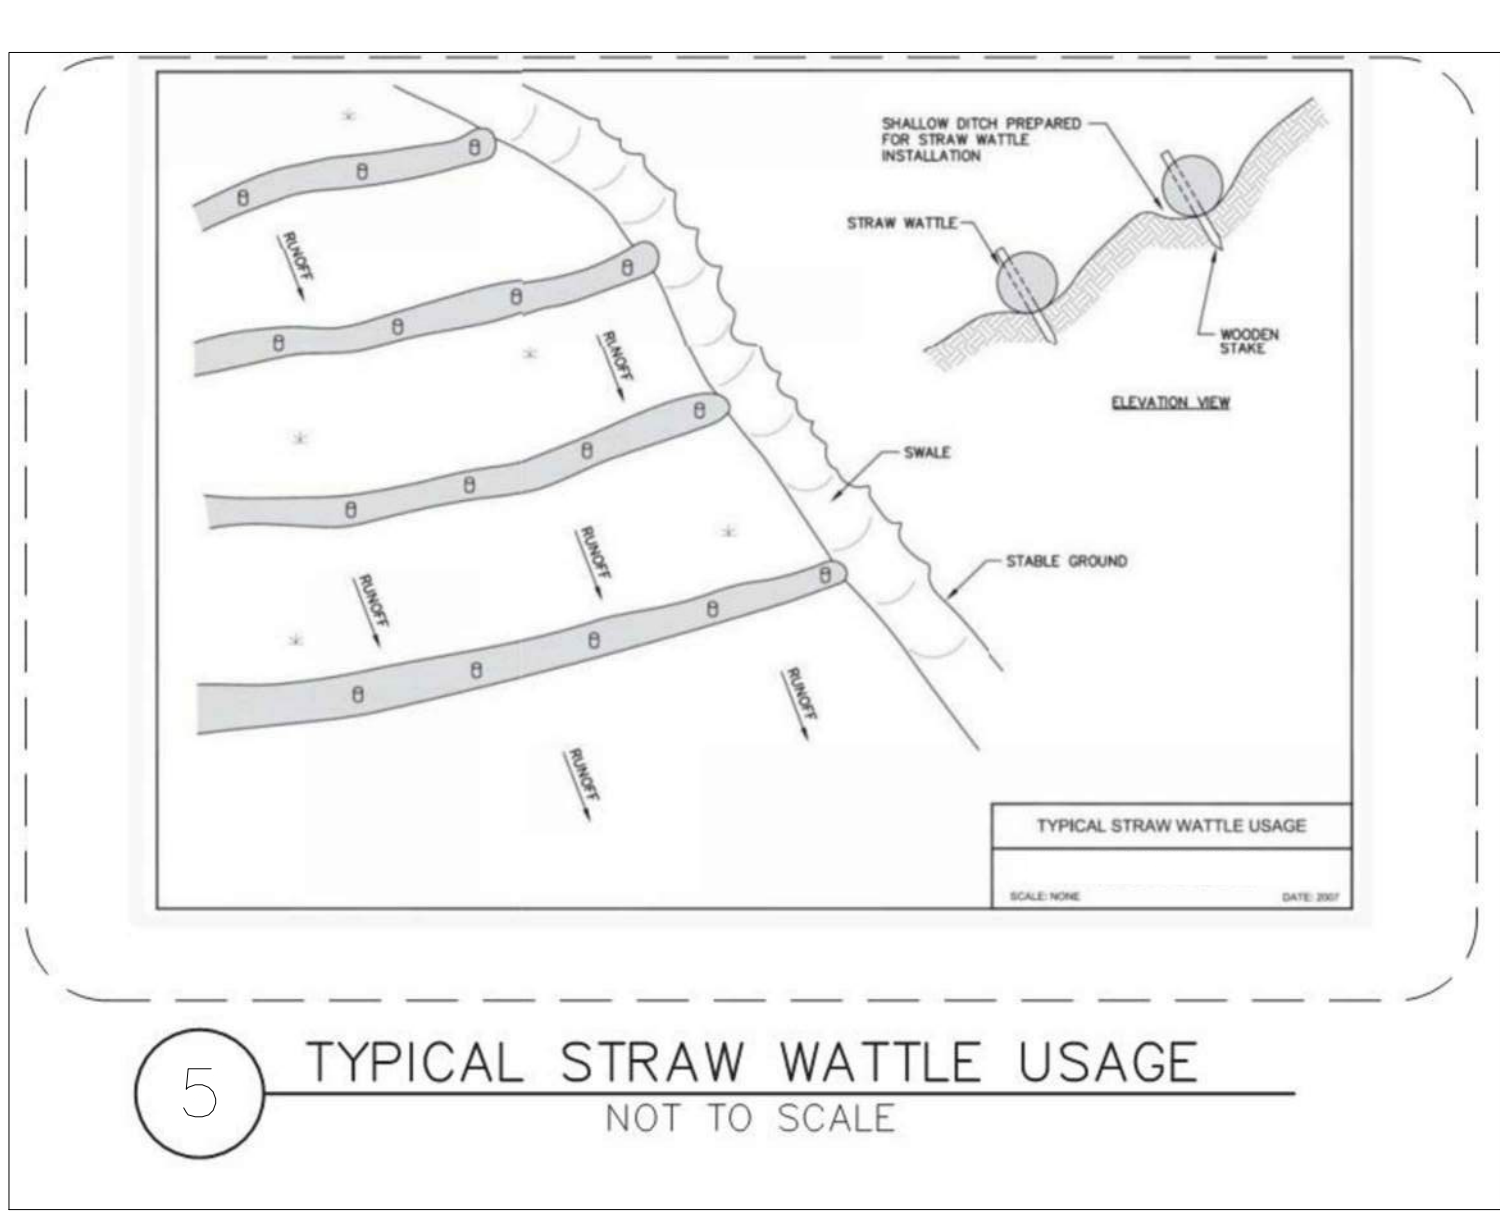 SHALLOW DITCH PREPARED
FOR STRAW WATTLE
INSTALLATION
STRAW WATTLE
WOODEN
STAKE
ELEVATION VIEW
RUNOFF
RUNOFF
SWALE
RUNOFF
STABLE GROUND
RUNOFF
RUNOFF
RUNOFF
TYPICAL STRAW WATTLE USAGE
SCALE: NONE
DATE: 2007
5
TYPICAL STRAW WATTLE USAGE
NOT TO SCALE